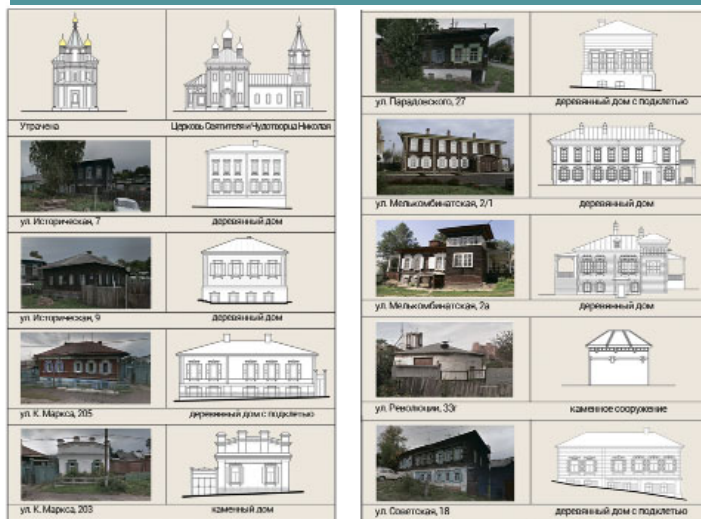 Утрачена
Церковь Святителя и Чудотворца Николая
ул. Историческая, 7
деревянный дом
ул. Историческая, 9
деревянный дом
ул. К. Маркса, 205
деревянный дом с подклетью
ул. К. Маркса, 203
каменный дом
ул. Парадовского, 27
деревянный дом с подклетью
ул. Мелькомбинатская, 2/1
деревянный дом
ул. Мелькомбинатская, 2а
деревянный дом
ул. Революции, 33г
каменное сооружение
ул. Советская, 18
деревянный дом с подклетью